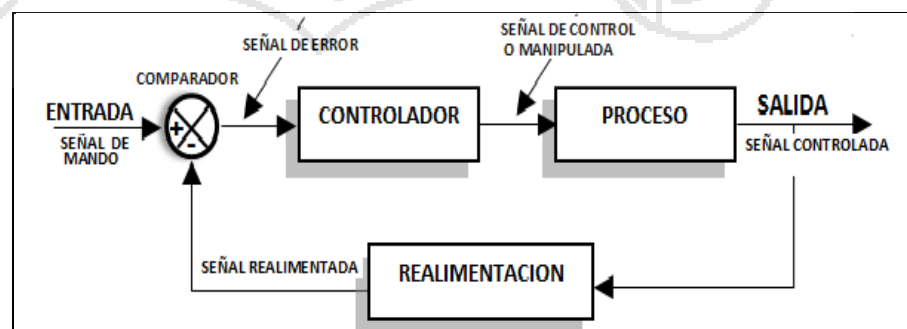 SEÑAL DE ERROR
SEÑAL DE CONTROL
O MANIPULADA
COMPARADOR
ENTRADA
SEÑAL DE
MANDO
+
-
CONTROLADOR
PROCESO
SALIDA
SEÑAL CONTROLADA
SEÑAL REALIMENTADA
REALIMENTACION